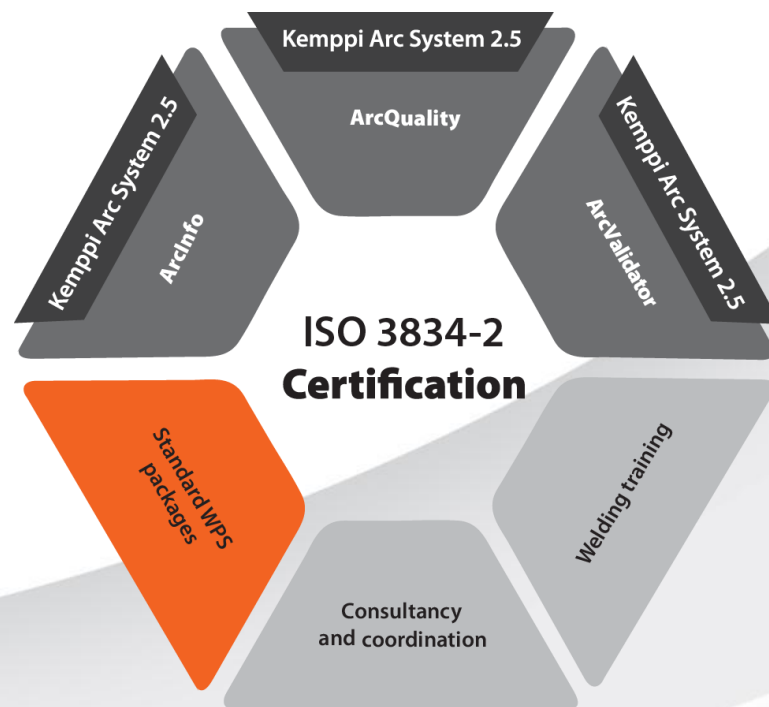 Kemppi Arc System 2.5
ArcQuality
Kemppi Arc System 2.5
ArcInfo
Kemppi Arc System 2.5
ArcValidator
ISO 3834-2
Certification
Standard WPS
packages
Welding training
Consultancy
and coordination